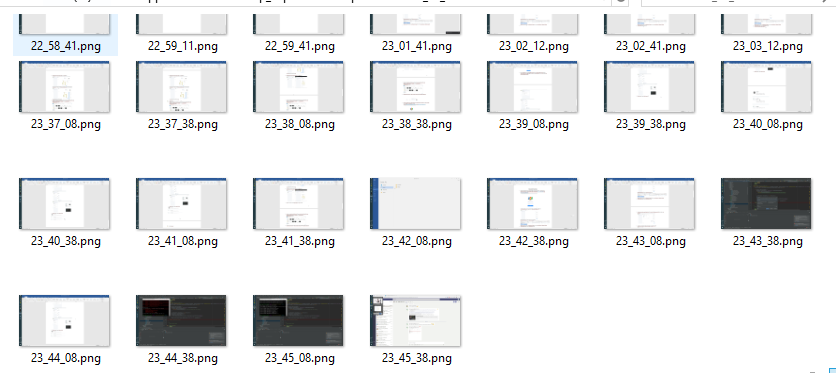 22_58_41.png 22_59_11.png 22_59_41.png 23_01_41.png 23_02_12.png 23_02_41.png 23_03_12.png
23_37_08.png 23_37_38.png 23_38_08.png 23_38_38.png 23_39_08.png 23_39_38.png 23_40_08.png
23_40_38.png 23_41_08.png 23_41_38.png 23_42_08.png 23_42_38.png 23_43_08.png 23_43_38.png
23_44_08.png 23_44_38.png 23_45_08.png 23_45_38.png